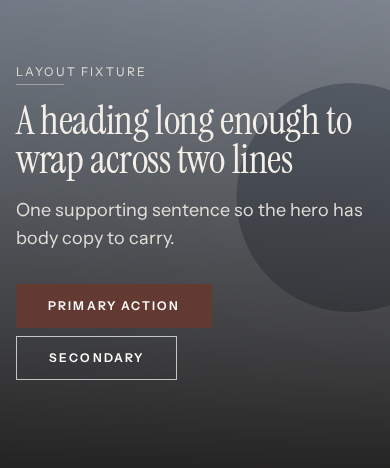 LAYOUT FIXTURE
A heading long enough to
wrap across two lines
One supporting sentence so the hero has
body copy to carry.
PRIMARY ACTION
SECONDARY